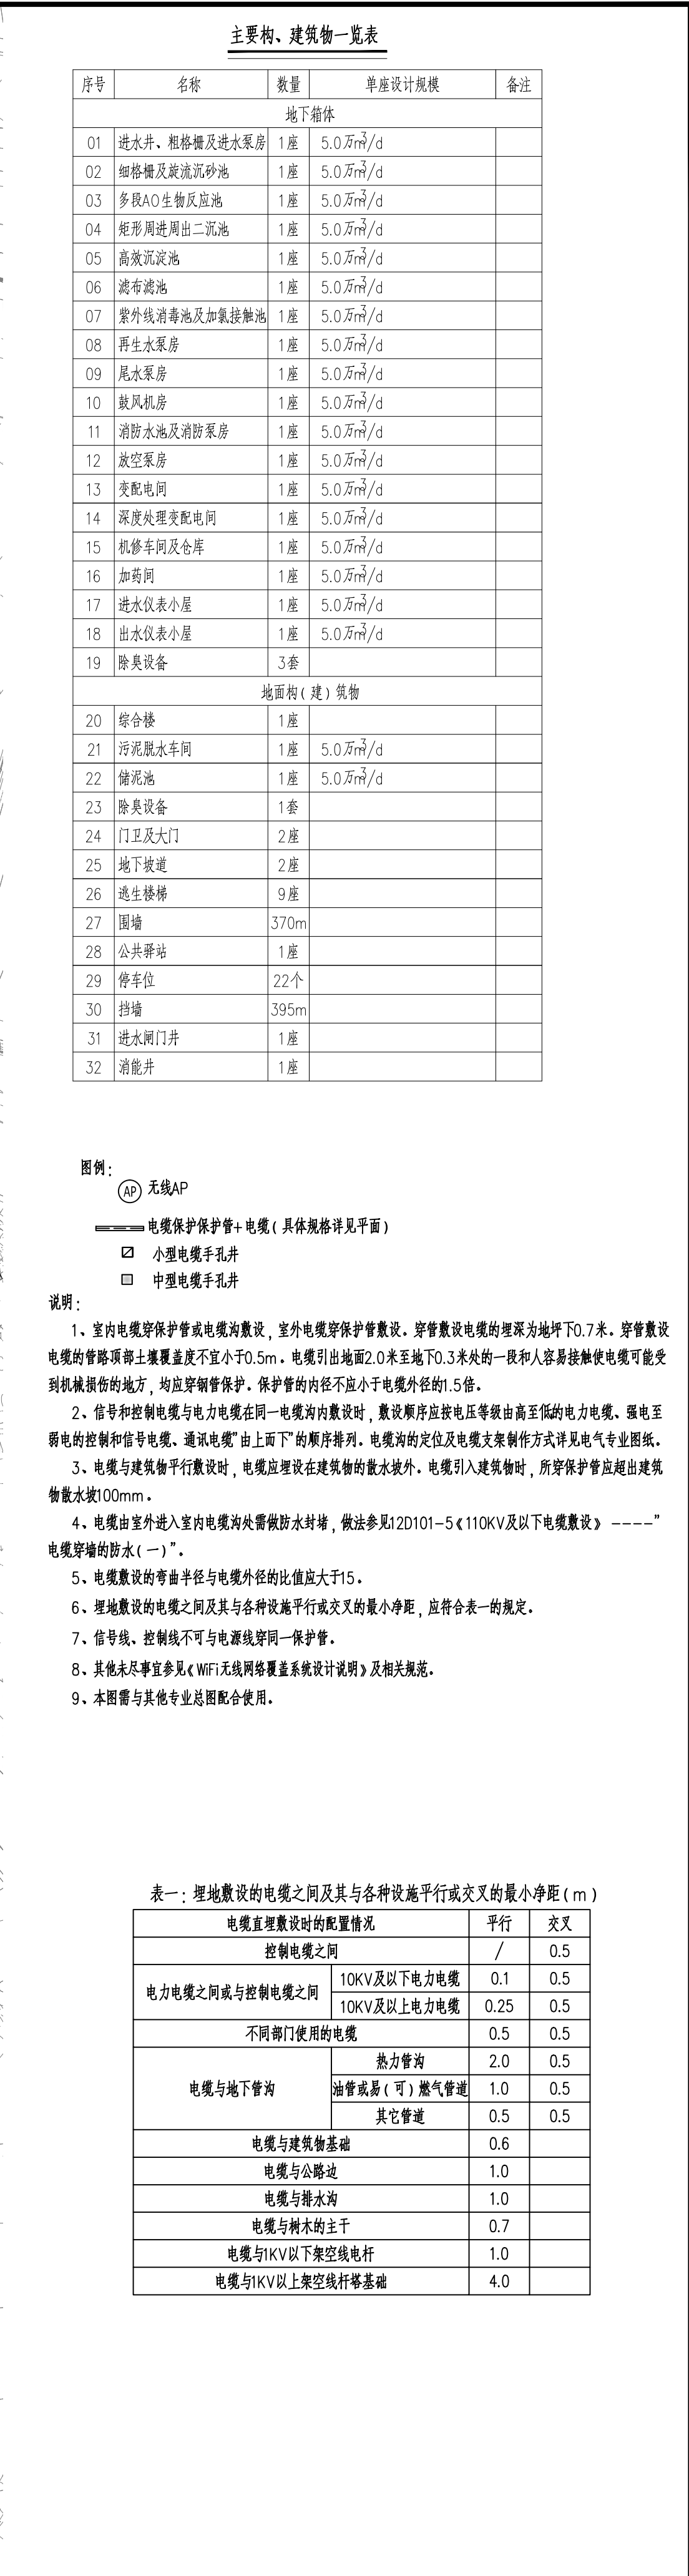 主要构、建筑物一览表
序号 名称 数量 单座设计规模 备注
地下箱体
01 进水井、粗格栅及进水泵房 1座 5.0万m³/d
02 细格栅及旋流沉砂池 1座 5.0万m³/d
03 多段AO生物反应池 1座 5.0万m³/d
04 矩形周进周出二沉池 1座 5.0万m³/d
05 高效沉淀池 1座 5.0万m³/d
06 滤布滤池 1座 5.0万m³/d
07 紫外线消毒池及加氯接触池 1座 5.0万m³/d
08 再生水泵房 1座 5.0万m³/d
09 尾水泵房 1座 5.0万m³/d
10 鼓风机房 1座 5.0万m³/d
11 消防水池及消防泵房 1座 5.0万m³/d
12 放空泵房 1座 5.0万m³/d
13 变配电间 1座 5.0万m³/d
14 深度处理变配电间 1座 5.0万m³/d
15 机修车间及仓库 1座 5.0万m³/d
16 加药间 1座 5.0万m³/d
17 进水仪表小屋 1座 5.0万m³/d
18 出水仪表小屋 1座 5.0万m³/d
19 除臭设备 3套
地面构(建)筑物
20 综合楼 1座
21 污泥脱水车间 1座 5.0万m³/d
22 储泥池 1座 5.0万m³/d
23 除臭设备 1套
24 门卫及大门 2座
25 地下坡道 2座
26 逃生楼梯 9座
27 围墙 370m
28 公共驿站 1座
29 停车位 22个
30 挡墙 395m
31 进水闸门井 1座
32 消能井 1座
图例:
AP 无线AP
电缆保护保护管+电缆(具体规格详见平面)
小型电缆手孔井
中型电缆手孔井
说明:
1、室内电缆穿保护管或电缆沟敷设,室外电缆穿保护管敷设。穿管敷设电缆的埋深为地坪下0.7米。穿管敷设
电缆的管路顶部土壤覆盖度不宜小于0.5m。电缆引出地面2.0米至地下0.3米处的一段和人容易接触使电缆可能受
到机械损伤的地方,均应穿钢管保护。保护管的内径不应小于电缆外径的1.5倍。
2、信号和控制电缆与电力电缆在同一电缆沟内敷设时,敷设顺序应按电压等级由高至低的电力电缆、强电至
弱电的控制和信号电缆、通讯电缆"由上而下"的顺序排列。电缆沟的定位及电缆支架制作方式详见电气专业图纸。
3、电缆与建筑物平行敷设时,电缆应埋设在建筑物的散水坡外。电缆引入建筑物时,所穿保护管应超出建筑
物散水坡100mm。
4、电缆由室外进入室内电缆沟处需做防水封堵,做法参见12D101-5《110KV及以下电缆敷设》 ----"
电缆穿墙的防水(一)"。
5、电缆敷设的弯曲半径与电缆外径的比值应大于15。
6、埋地敷设的电缆之间及其与各种设施平行或交叉的最小净距,应符合表一的规定。
7、信号线、控制线不可与电源线穿同一保护管。
8、其他未尽事宜参见《WiFi无线网络覆盖系统设计说明》及相关规范。
9、本图需与其他专业总图配合使用。
表一:埋地敷设的电缆之间及其与各种设施平行或交叉的最小净距(m)
电缆直埋敷设时的配置情况 平行 交叉
控制电缆之间 / 0.5
电力电缆之间或与控制电缆之间 10KV及以下电力电缆 0.1 0.5
10KV及以上电力电缆 0.25 0.5
不同部门使用的电缆 0.5 0.5
电缆与地下管沟 热力管沟 2.0 0.5
油管或易(可)燃气管道 1.0 0.5
其它管道 0.5 0.5
电缆与建筑物基础 0.6
电缆与公路边 1.0
电缆与排水沟 1.0
电缆与树木的主干 0.7
电缆与1KV以下架空线电杆 1.0
电缆与1KV以上架空线杆塔基础 4.0